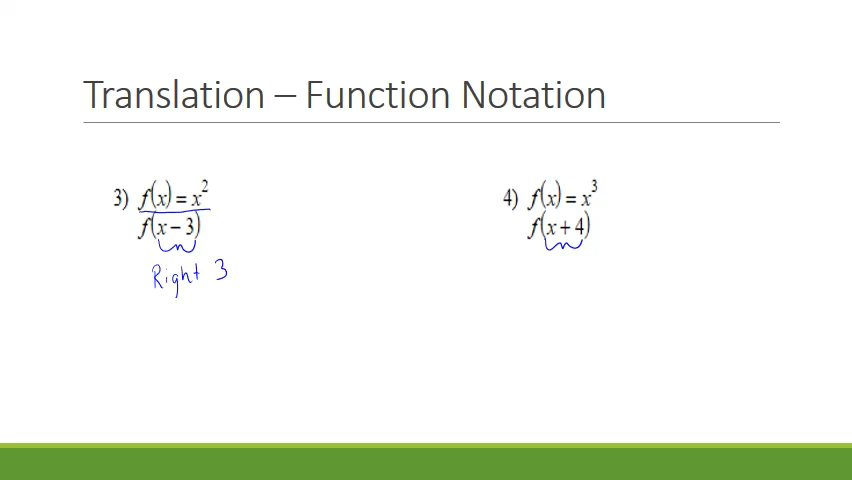 Translation – Function Notation
3) f(x) = x²
f(x − 3)
Right 3
4) f(x) = x³
f(x + 4)